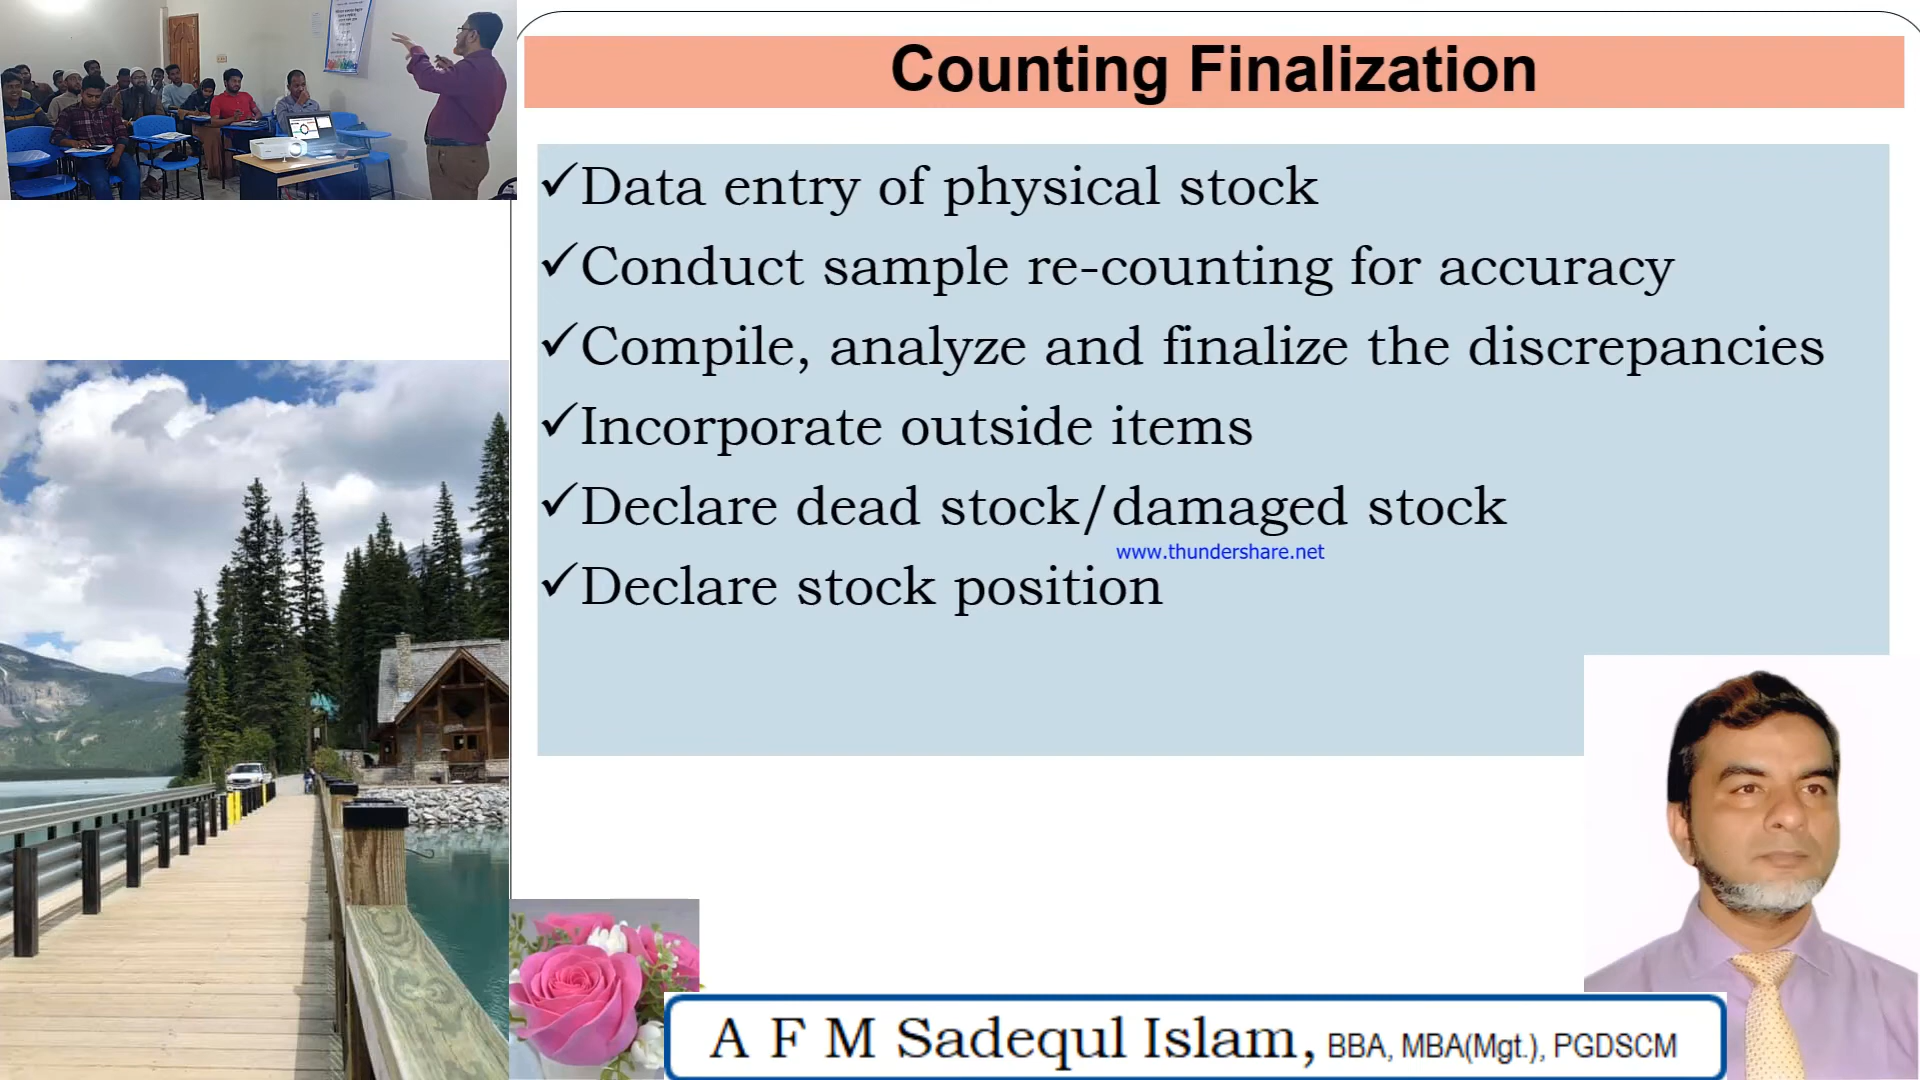 Counting Finalization
✓Data entry of physical stock
✓Conduct sample re-counting for accuracy
✓Compile, analyze and finalize the discrepancies
✓Incorporate outside items
✓Declare dead stock/damaged stock
www.thundershare.net
✓Declare stock position
A F M Sadequl Islam, BBA, MBA(Mgt.), PGDSCM